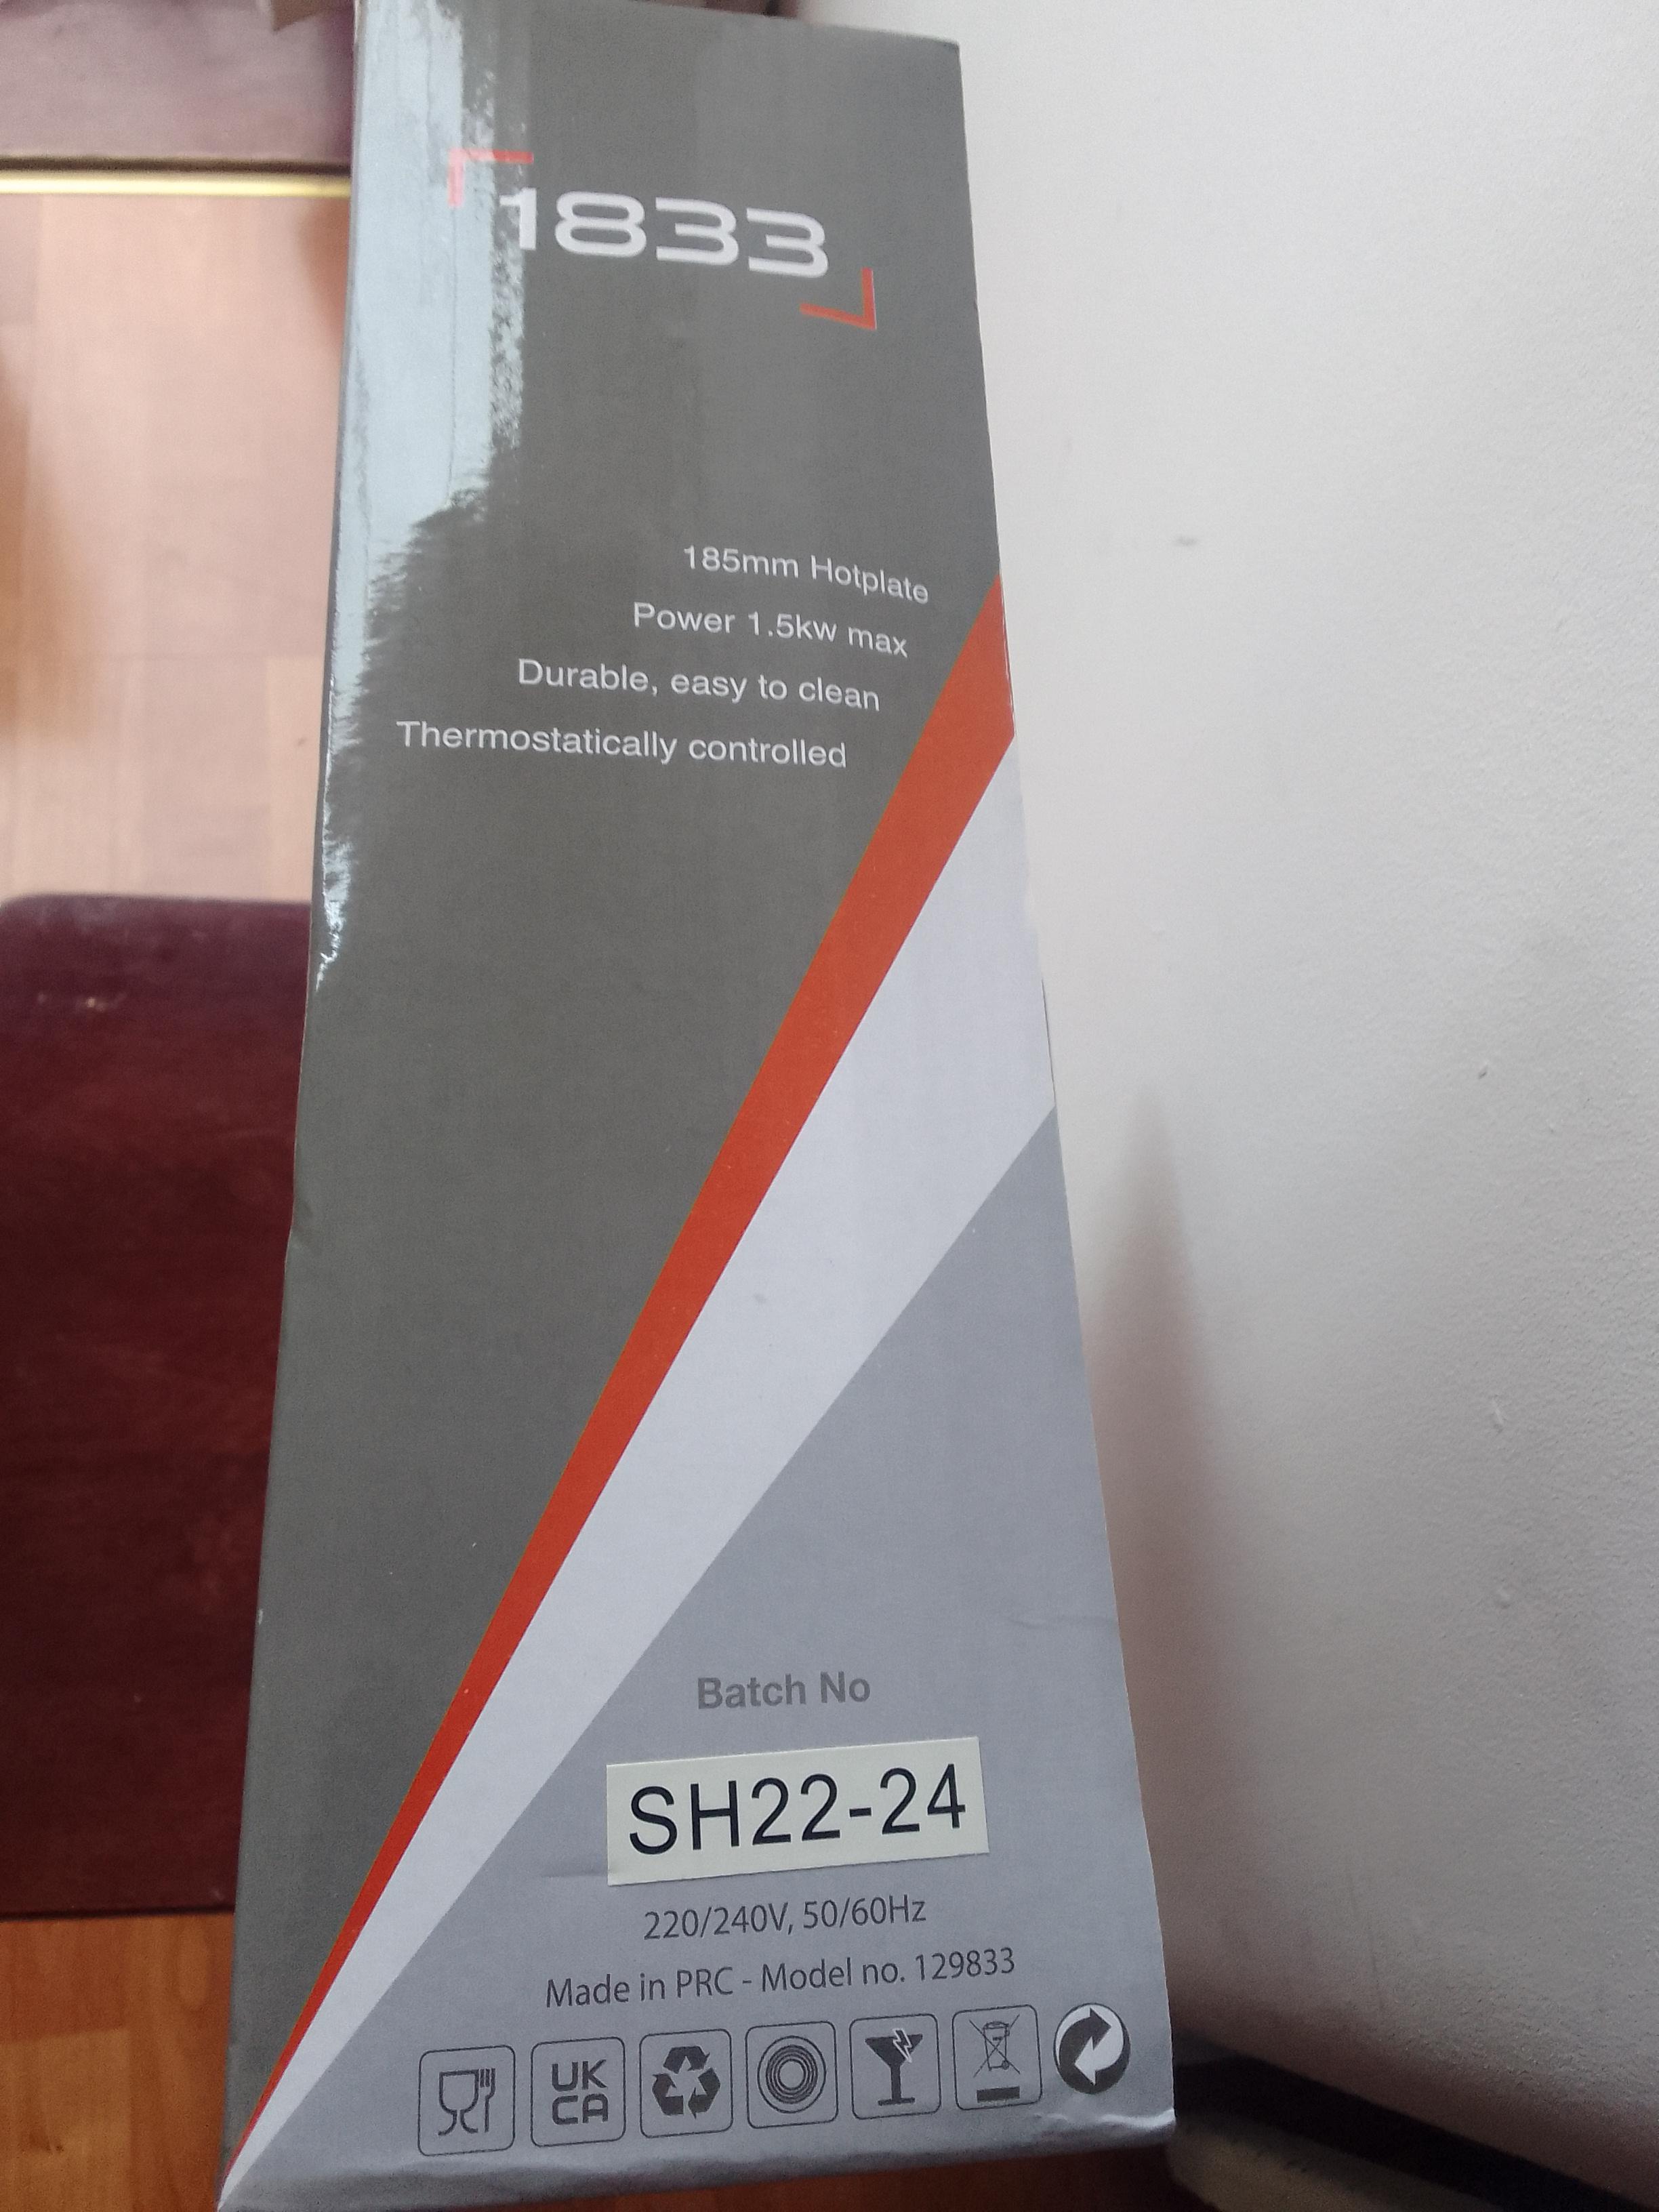 1833
185mm Hotplate
Power 1.5kw max
Durable, easy to clean
Thermostatically controlled
Batch No
SH22-24
220/240V, 50/60Hz
Made in PRC - Model no. 129833
UK
CA